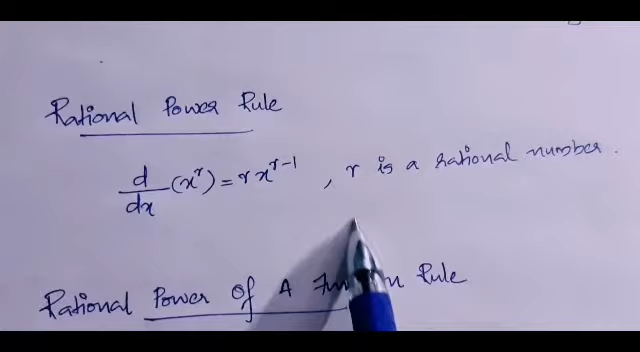 Rational Power Rule
d/dx (x^r) = r x^(r-1) , r is a rational number.
Rational Power Of A Rule